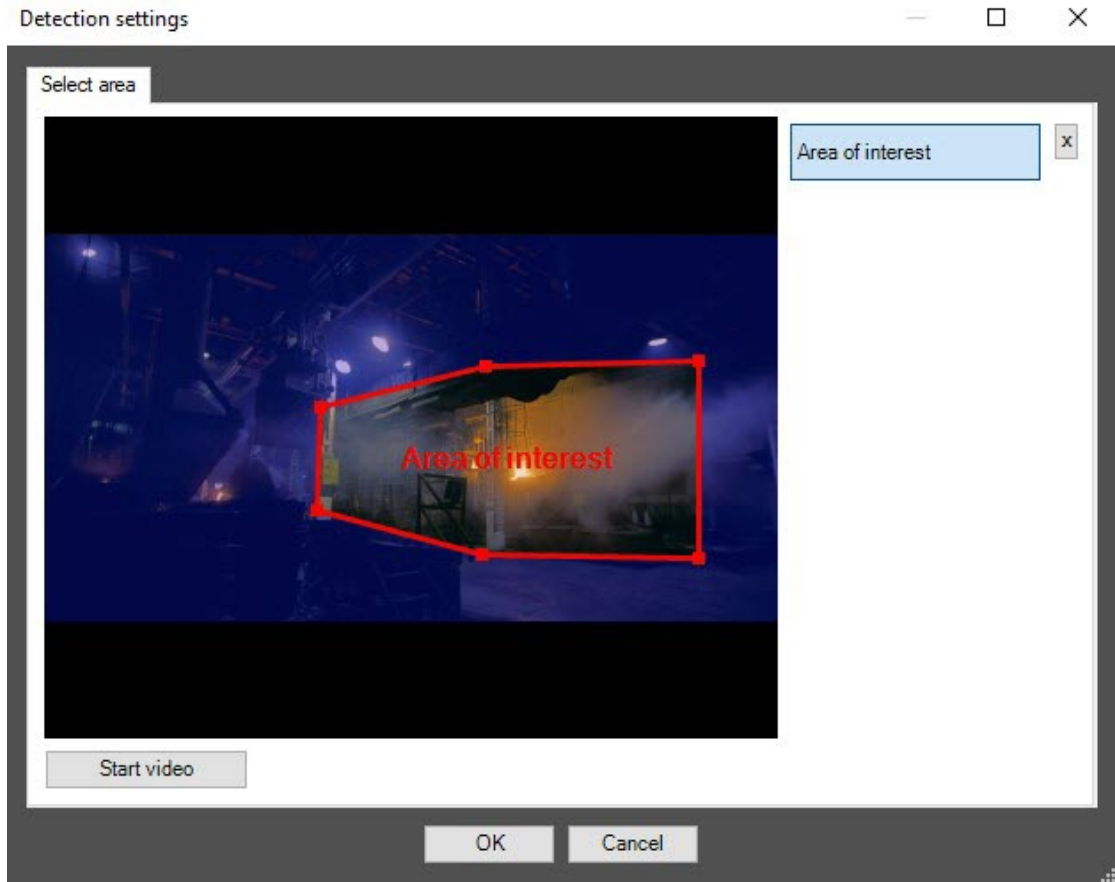 Detection settings
Select area
Area of interest
x
Area of interest
Start video
OK
Cancel